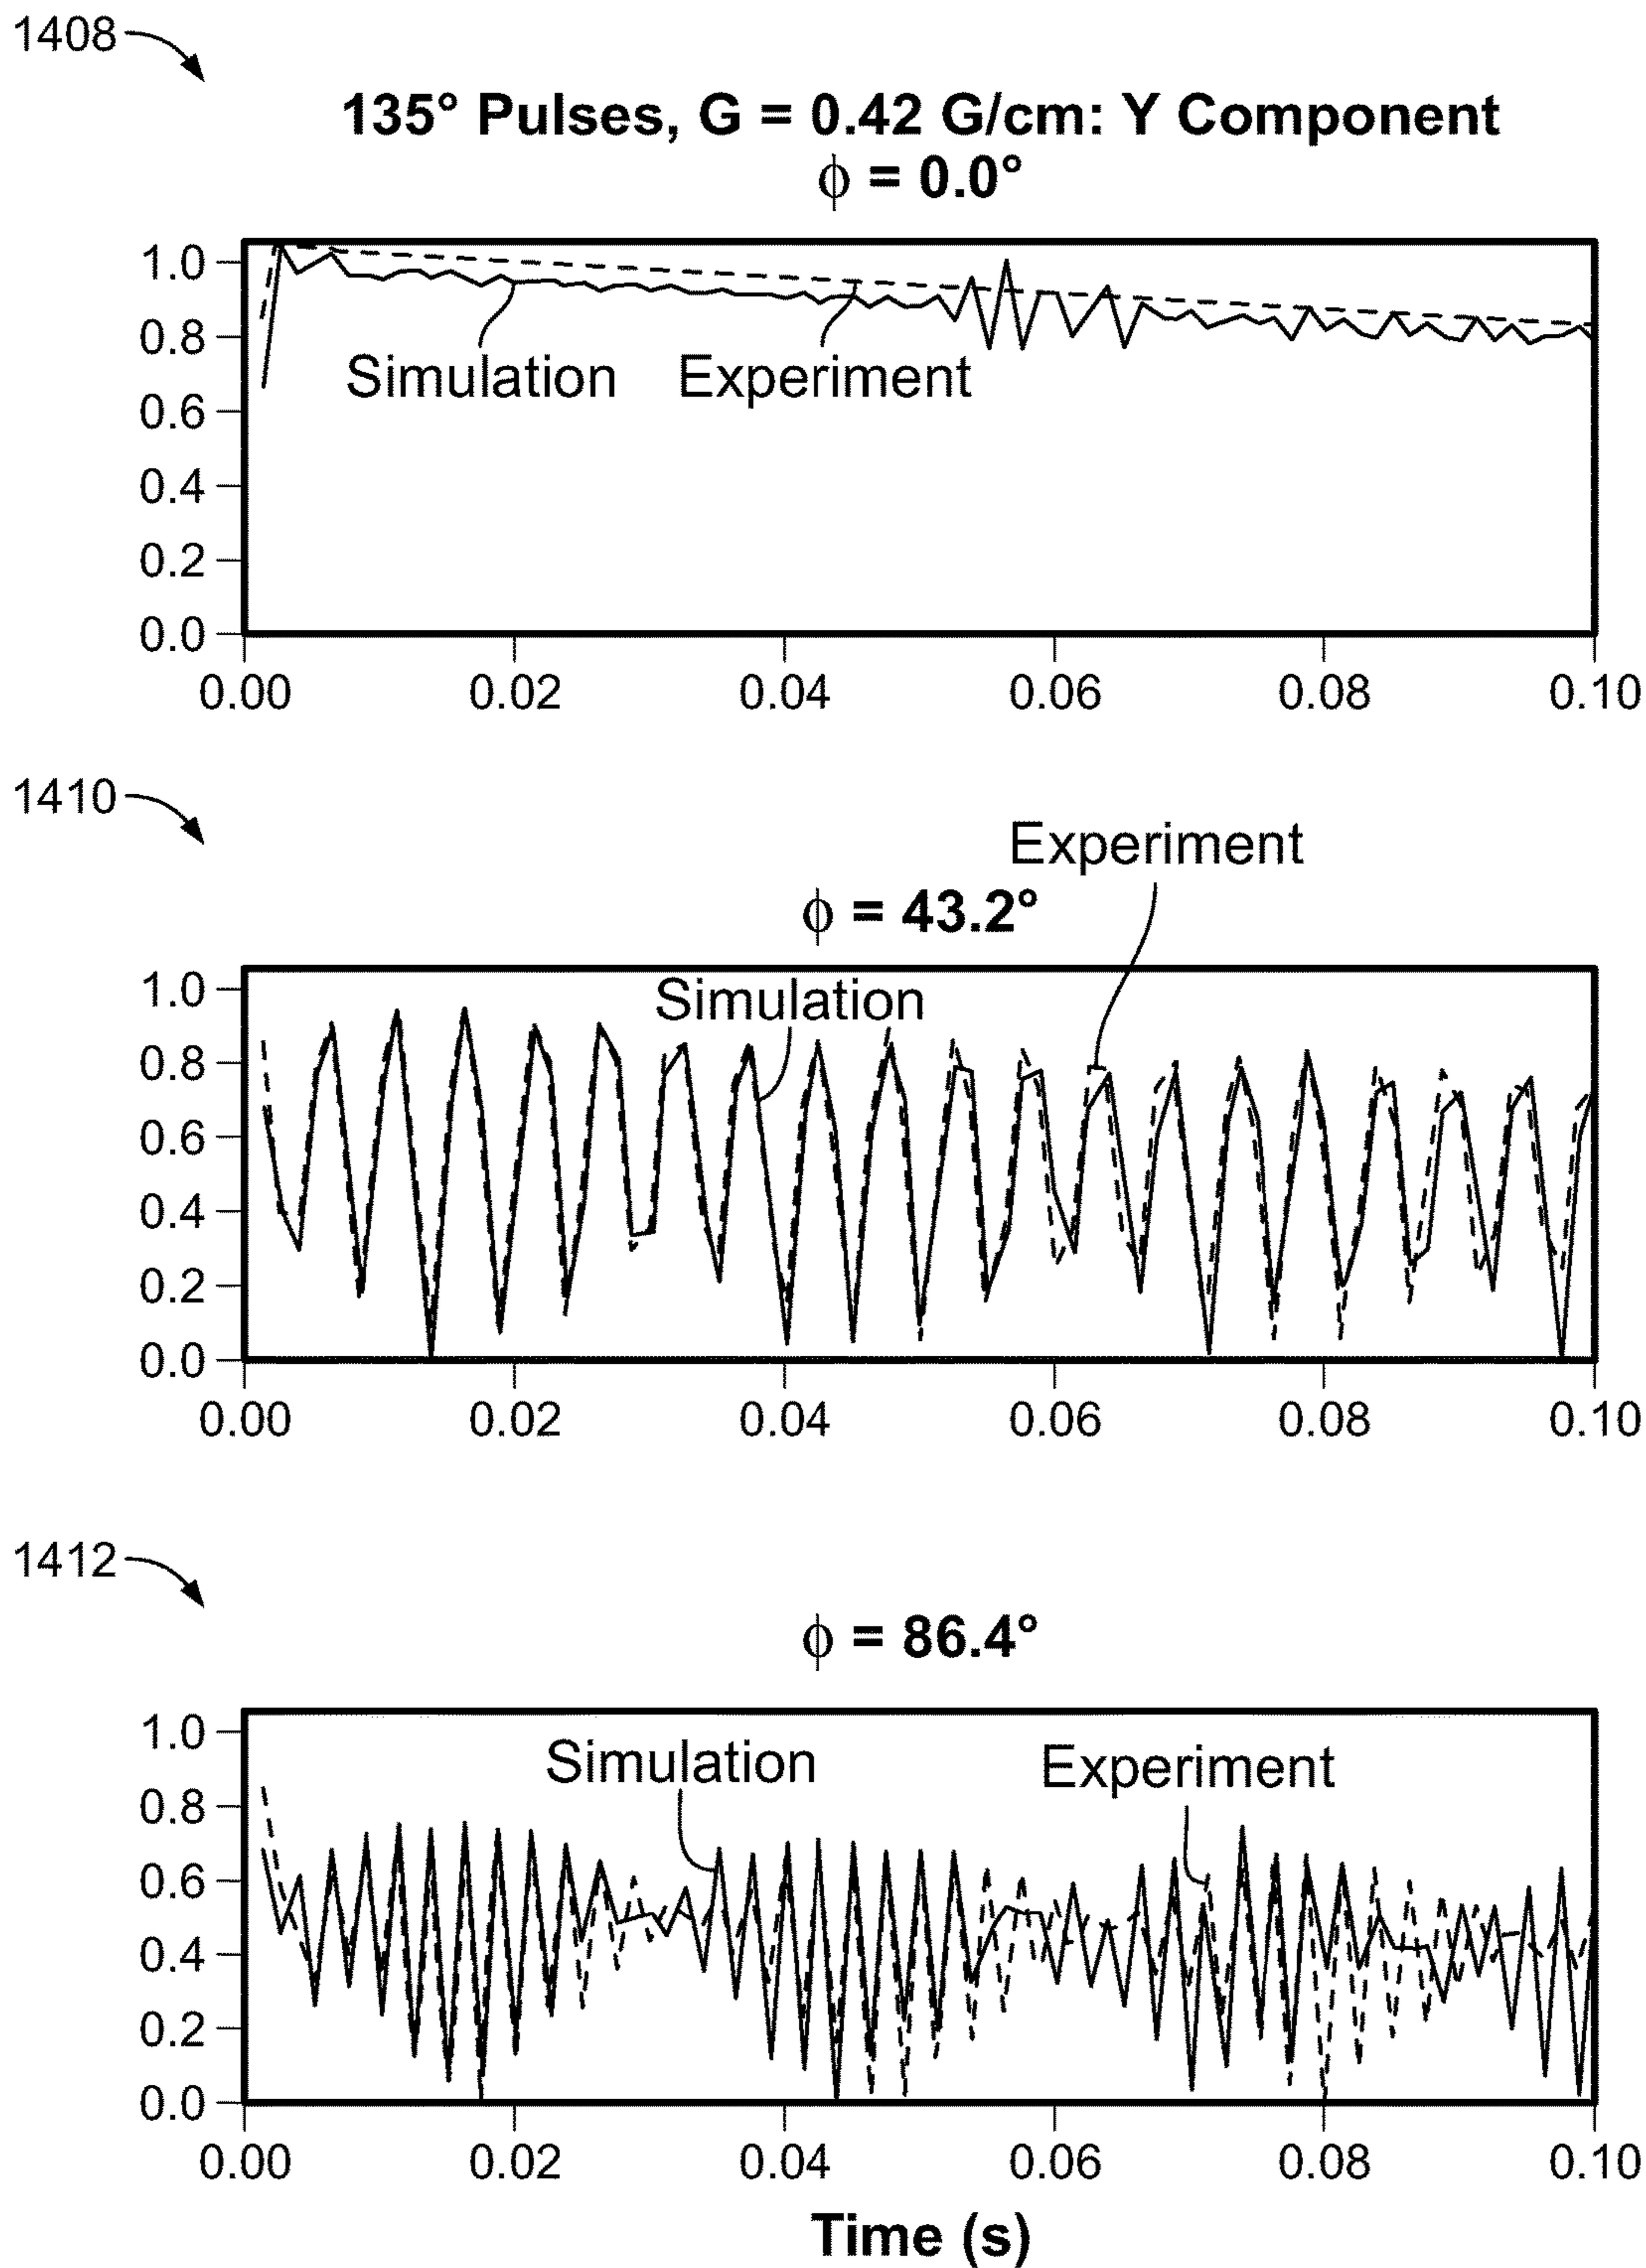 1408
135° Pulses, G = 0.42 G/cm: Y Component
ϕ = 0.0°
1.0
0.8
Simulation Experiment
0.6
0.4
0.2
0.0
0.00 0.02 0.04 0.06 0.08 0.10
1410
Experiment
ϕ = 43.2°
1.0 Simulation
0.8
0.6
0.4
0.2
0.0
0.00 0.02 0.04 0.06 0.08 0.10
1412
ϕ = 86.4°
1.0
Simulation Experiment
0.8
0.6
0.4
0.2
0.0
0.00 0.02 0.04 0.06 0.08 0.10
Time (s)